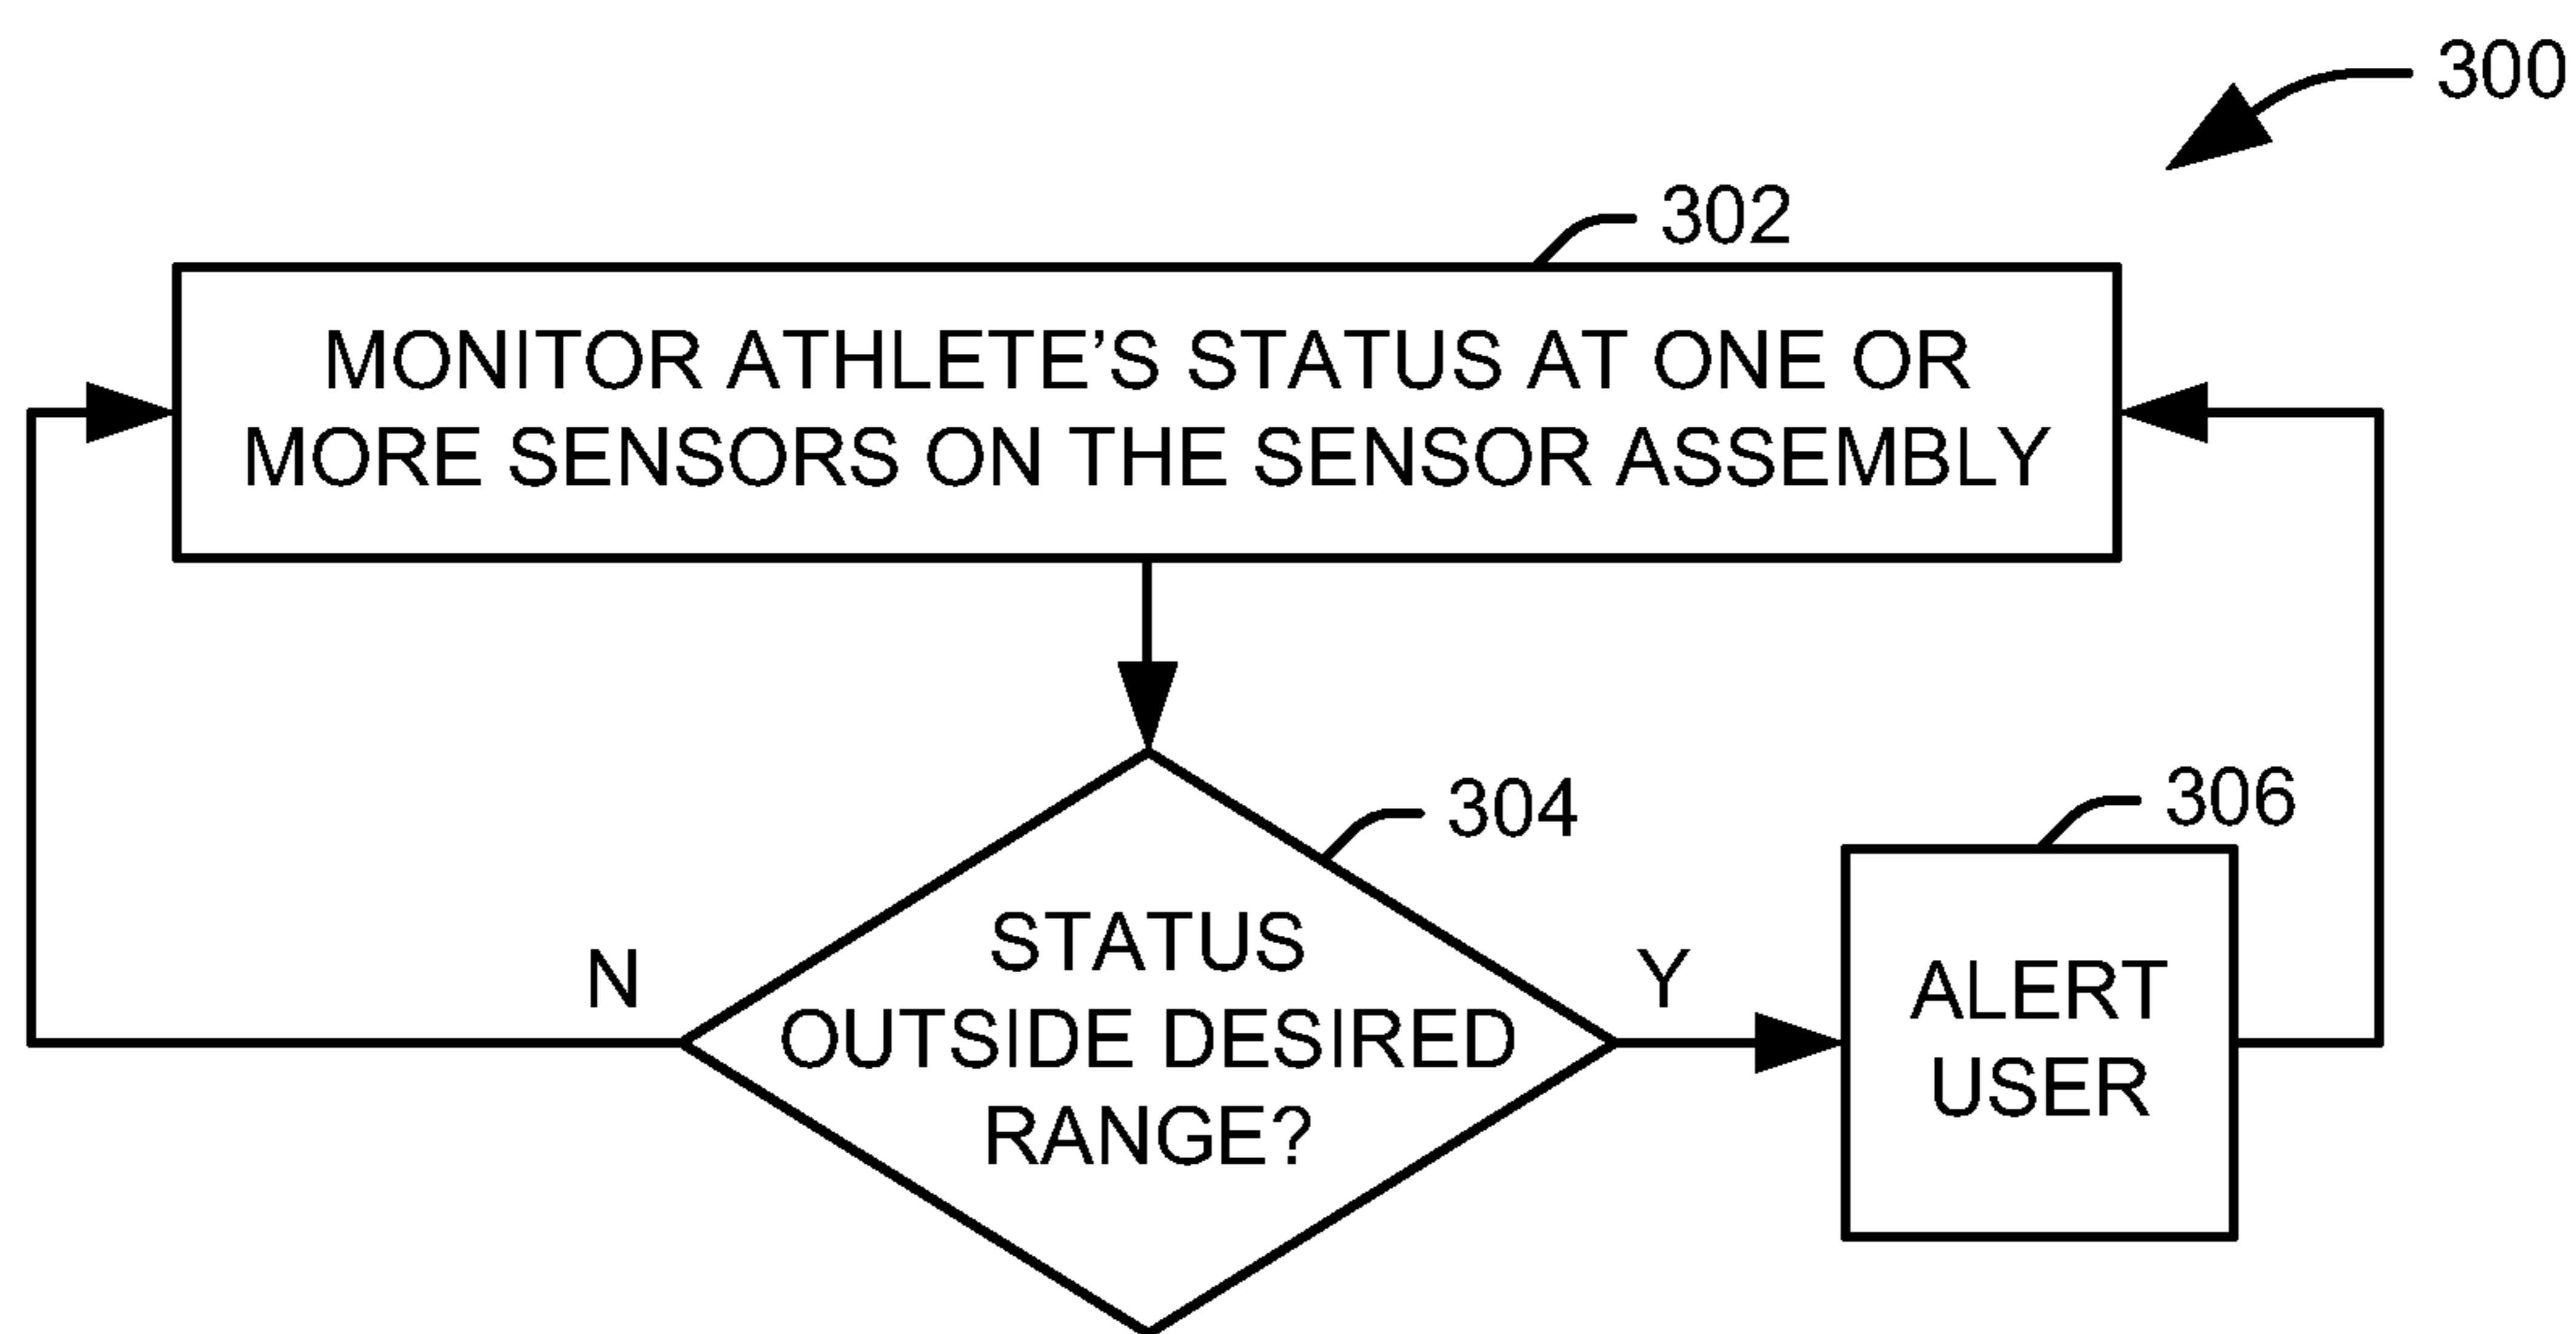 300
302
MONITOR ATHLETE’S STATUS AT ONE OR
MORE SENSORS ON THE SENSOR ASSEMBLY
304
306
N
STATUS
OUTSIDE DESIRED
RANGE?
Y
ALERT
USER